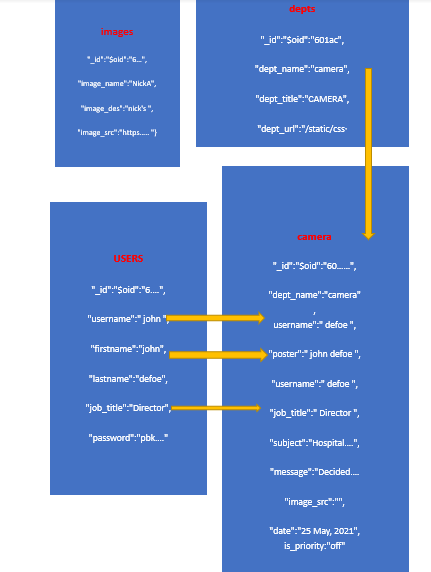 images
"_id":"$oid":"6...",
"image_name":"NickA",
"image_des":"nick's ",
"image_src":"https..... "}
depts
"_id":"$oid":"601ac",
"dept_name":"camera",
"dept_title":"CAMERA",
"dept_url":"/static/css·
USERS
"_id":"$oid":"6....",
"username":" john ",
"firstname":"john",
"lastname":"defoe",
"job_title":"Director",
"password":"pbk...."
camera
"_id":"$oid":"60......",
"dept_name":"camera"
,
username":" defoe ",
"poster":" john defoe ",
"username":" defoe ",
"job_title":" Director ",
"subject":"Hospital....",
"message":"Decided....
"image_src":"",
"date":"25 May, 2021",
is_priority:"off"